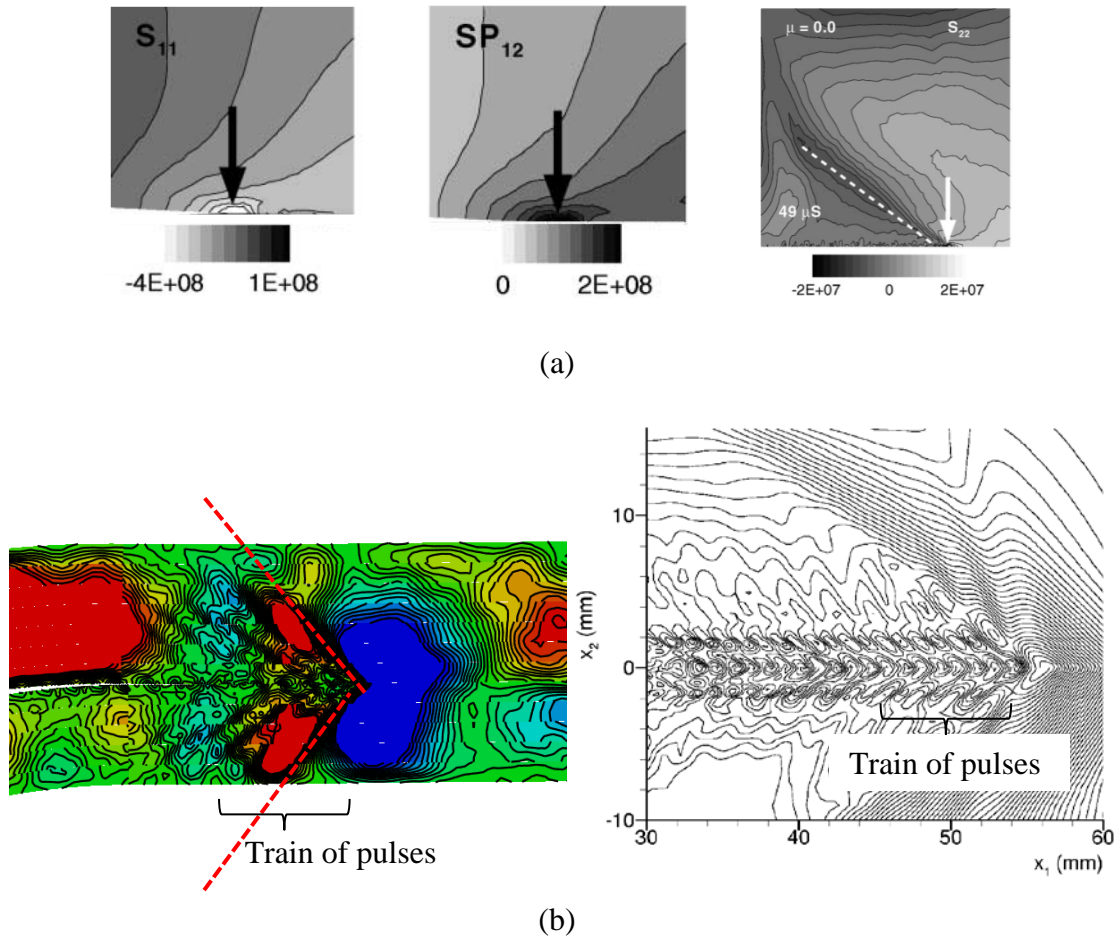 S11
SP12
μ = 0.0 S22
49 μS
-4E+08 1E+08
0 2E+08
-2E+07 0 2E+07
(a)
10
0
-10
x2 (mm)
30 40 50 60
x1 (mm)
Train of pulses
Train of pulses
(b)